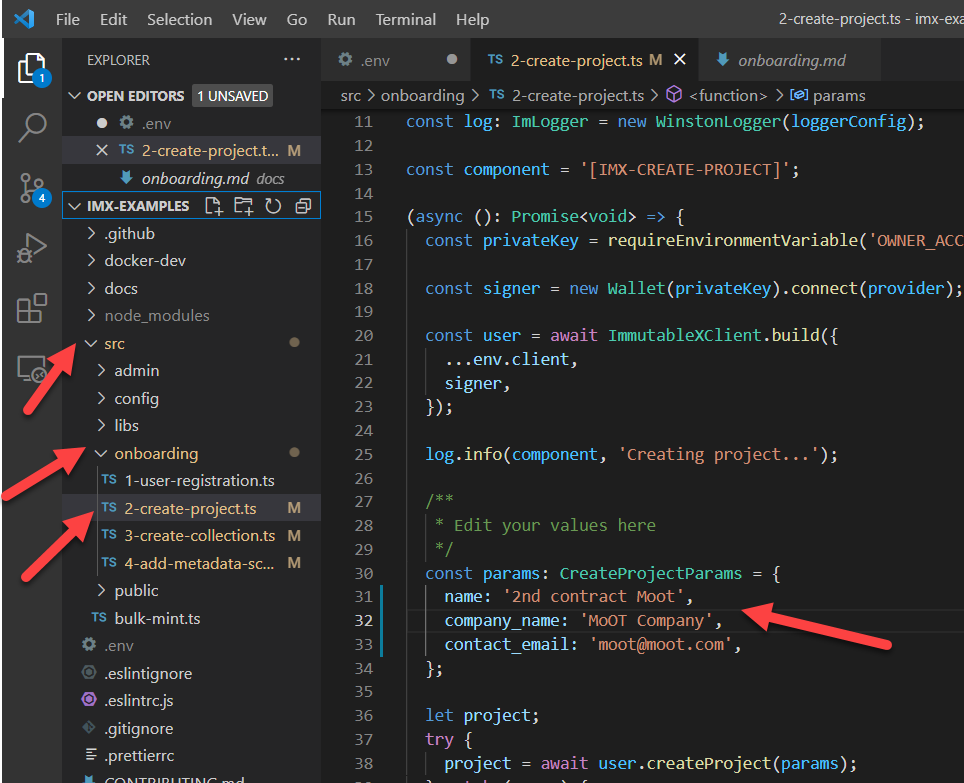 File Edit Selection View Go Run Terminal Help 2-create-project.ts - imx-exa
EXPLORER ···
OPEN EDITORS 1 UNSAVED
.env
TS 2-create-project.t... M
onboarding.md docs
IMX-EXAMPLES
.github
docker-dev
docs
node_modules
src
admin
config
libs
onboarding
TS 1-user-registration.ts
TS 2-create-project.ts M
TS 3-create-collection.ts M
TS 4-add-metadata-sc... M
public
TS bulk-mint.ts
.env
.eslintignore
.eslintrc.js
.gitignore
.prettierrc
CONTRIBUTING.md
1
4
.env TS 2-create-project.ts M onboarding.md
src > onboarding > TS 2-create-project.ts > <function> > params
11 const log: ImLogger = new WinstonLogger(loggerConfig);
12
13 const component = '[IMX-CREATE-PROJECT]';
14
15 (async (): Promise<void> => {
16 const privateKey = requireEnvironmentVariable('OWNER_ACC
17
18 const signer = new Wallet(privateKey).connect(provider);
19
20 const user = await ImmutableXClient.build({
21 ...env.client,
22 signer,
23 });
24
25 log.info(component, 'Creating project...');
26
27 /**
28 * Edit your values here
29 */
30 const params: CreateProjectParams = {
31 name: '2nd contract Moot',
32 company_name: 'MoOT Company',
33 contact_email: 'moot@moot.com',
34 };
35
36 let project;
37 try {
38 project = await user.createProject(params);